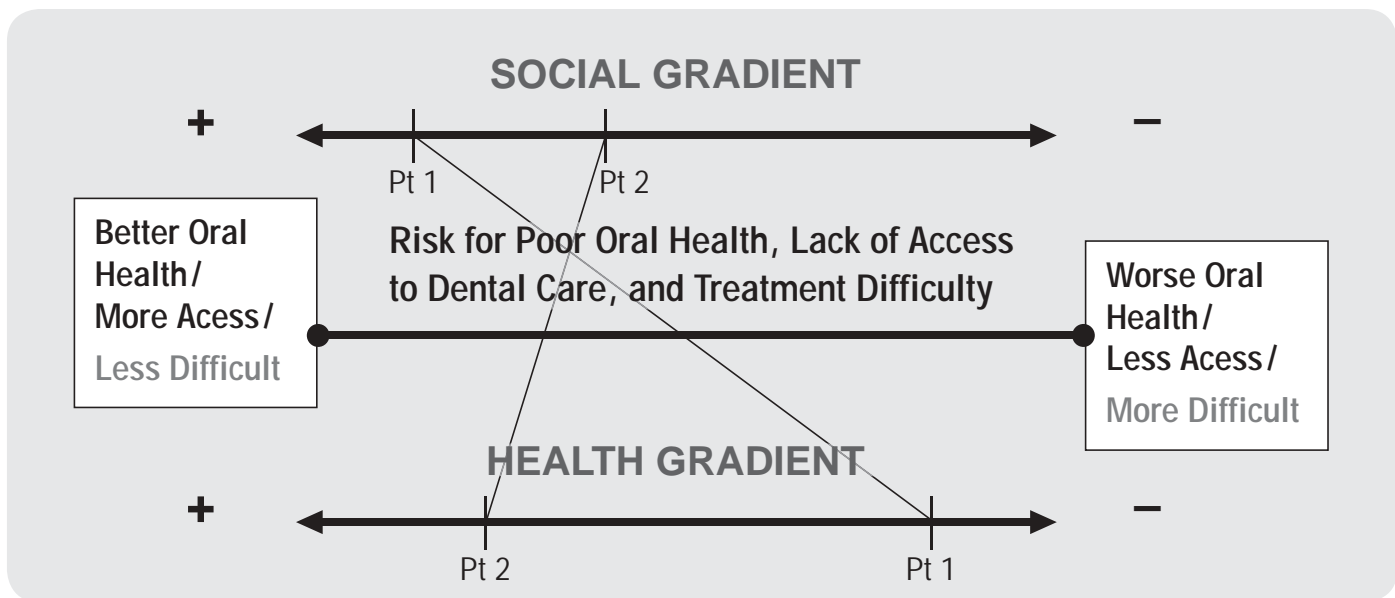 SOCIAL GRADIENT
+ −
Pt 1 Pt 2
Better Oral
Health/
More Acess/
Less Difficult
Risk for Poor Oral Health, Lack of Access
to Dental Care, and Treatment Difficulty
Worse Oral
Health/
Less Acess/
More Difficult
HEALTH GRADIENT
+ −
Pt 2 Pt 1